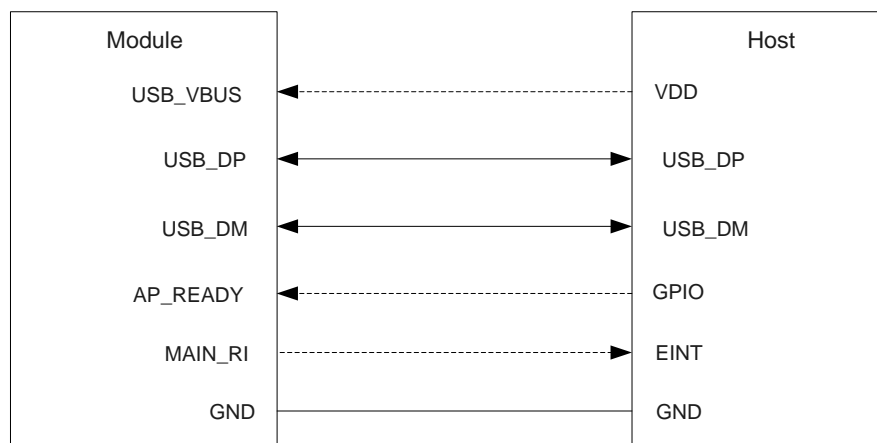 Module Host
USB_VBUS VDD
USB_DP USB_DP
USB_DM USB_DM
AP_READY GPIO
MAIN_RI EINT
GND GND